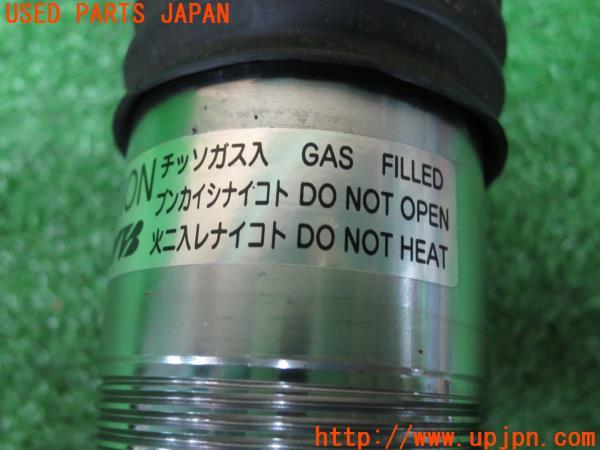 USED PARTS JAPAN
チッソガス入 GAS FILLED
ブンカイシナイコト DO NOT OPEN
火ニ入レナイコト DO NOT HEAT
http://www.upjpn.com